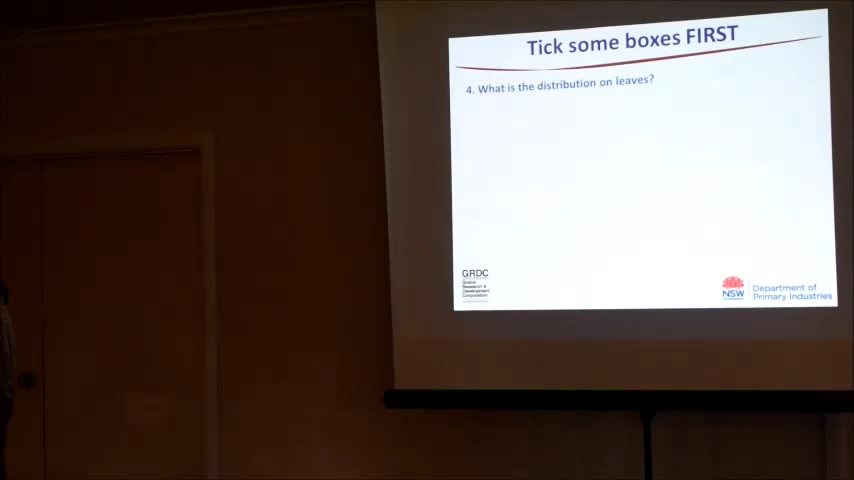 Tick some boxes FIRST
4. What is the distribution on leaves?
GRDC
Grains
Research &
Development
Corporation
NSW
Department of
Primary Industries